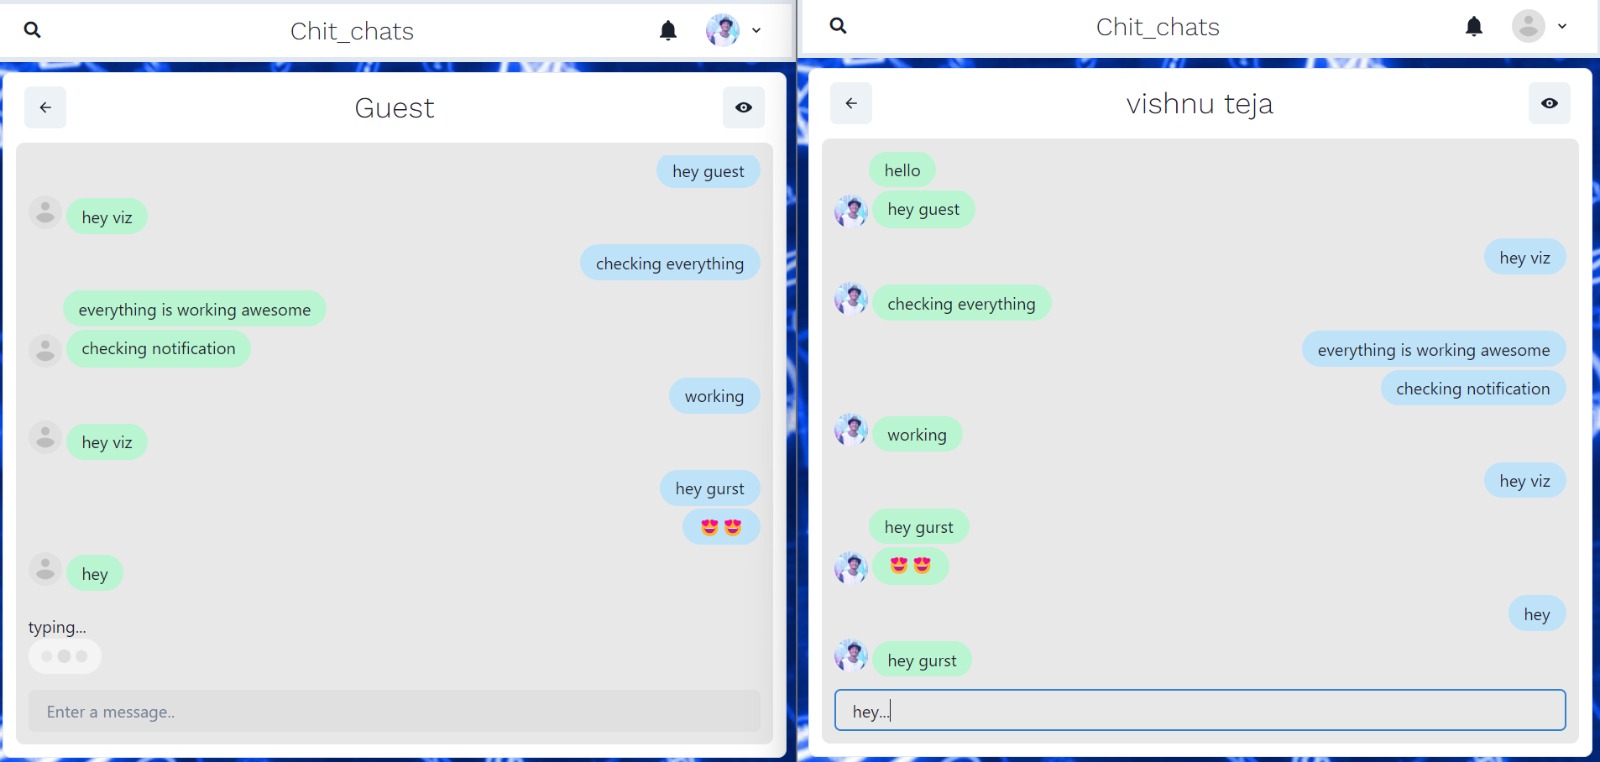 Chit_chats
Guest
hey guest
hey viz
checking everything
everything is working awesome
checking notification
working
hey viz
hey gurst
😍 😍
hey
typing...
Enter a message..
Chit_chats
vishnu teja
hello
hey guest
hey viz
checking everything
everything is working awesome
checking notification
working
hey viz
hey gurst
😍 😍
hey
hey gurst
hey...